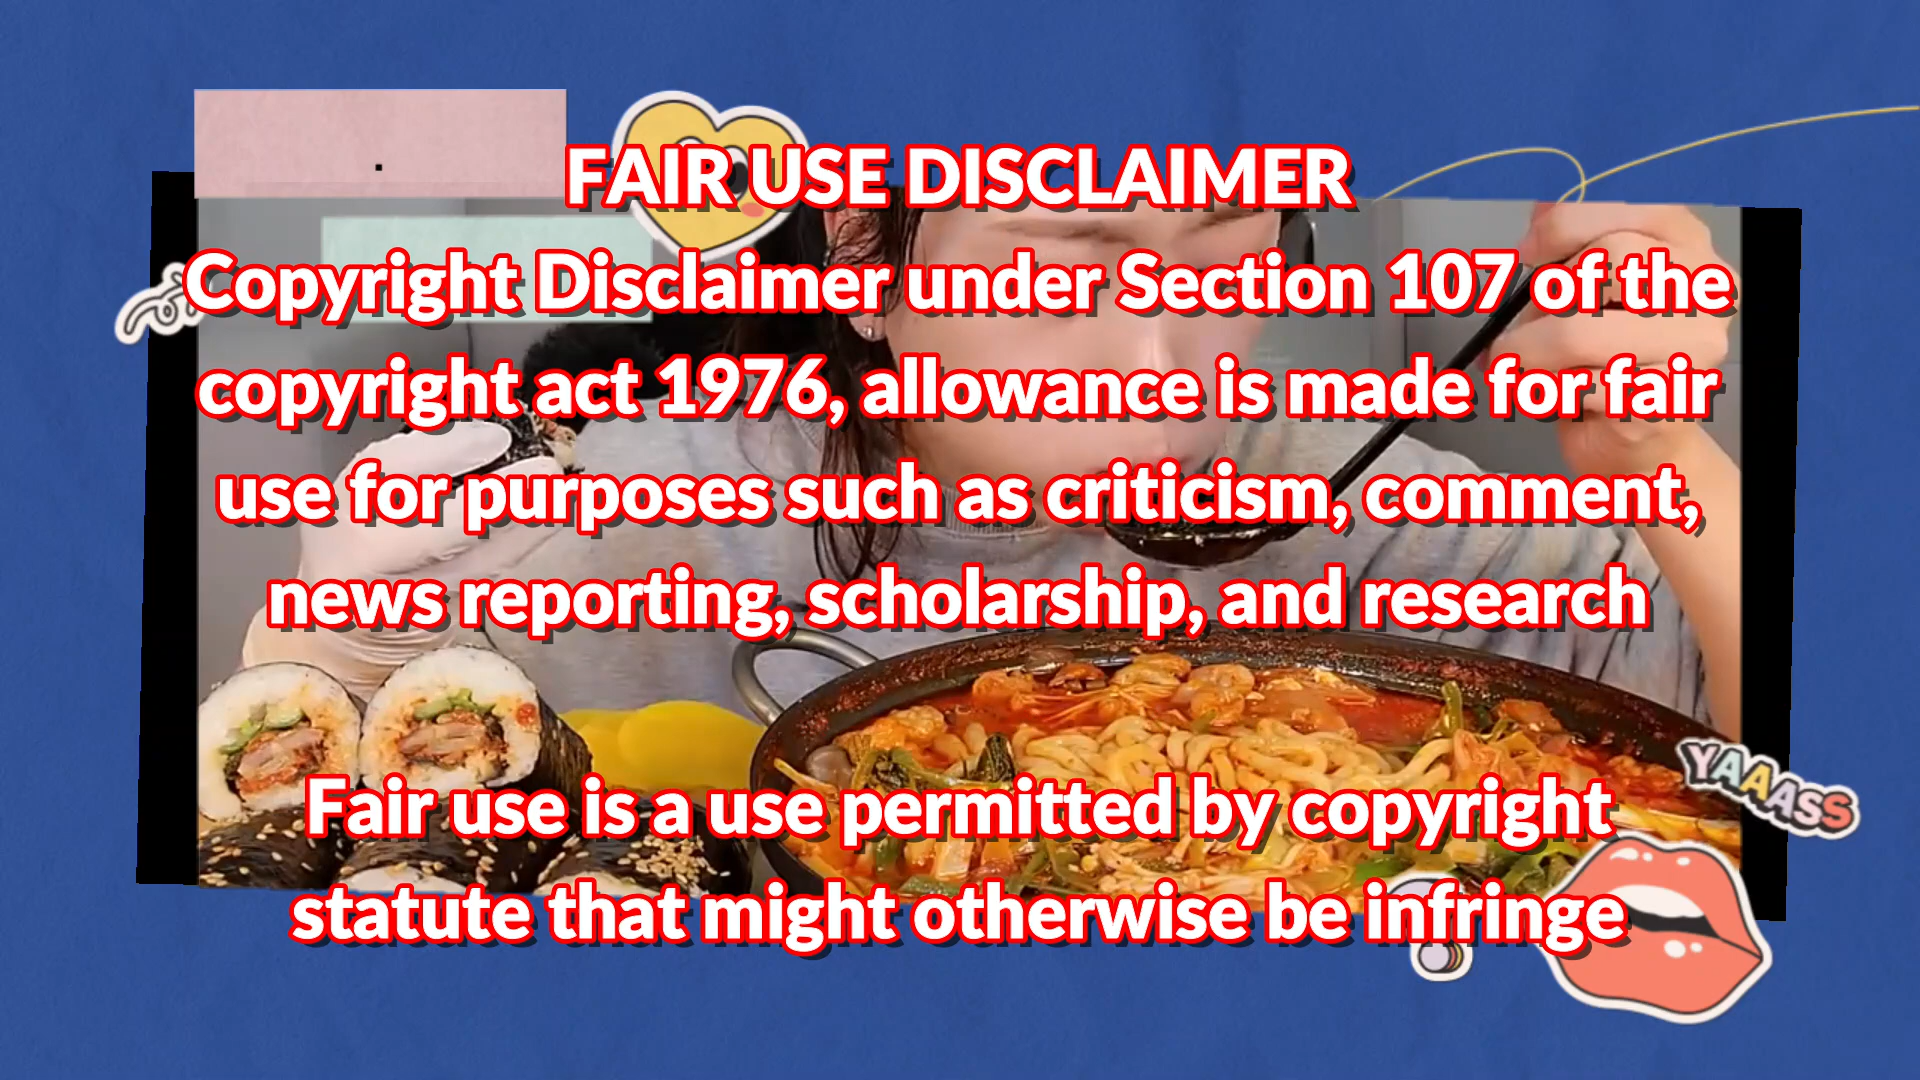 FAIR USE DISCLAIMER
Copyright Disclaimer under Section 107 of the
copyright act 1976, allowance is made for fair
use for purposes such as criticism, comment,
news reporting, scholarship, and research
Fair use is a use permitted by copyright
statute that might otherwise be infringe
YAAAASS